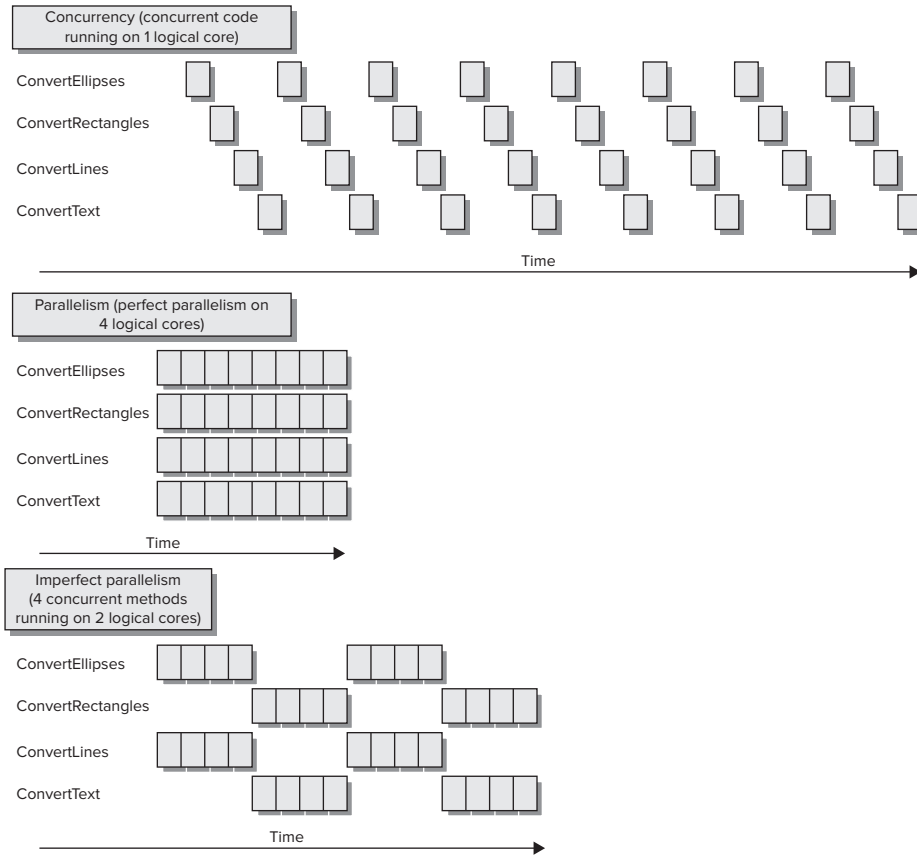 Concurrency (concurrent code
running on 1 logical core)
ConvertEllipses
ConvertRectangles
ConvertLines
ConvertText
Time
Parallelism (perfect parallelism on
4 logical cores)
ConvertEllipses
ConvertRectangles
ConvertLines
ConvertText
Time
Imperfect parallelism
(4 concurrent methods
running on 2 logical cores)
ConvertEllipses
ConvertRectangles
ConvertLines
ConvertText
Time